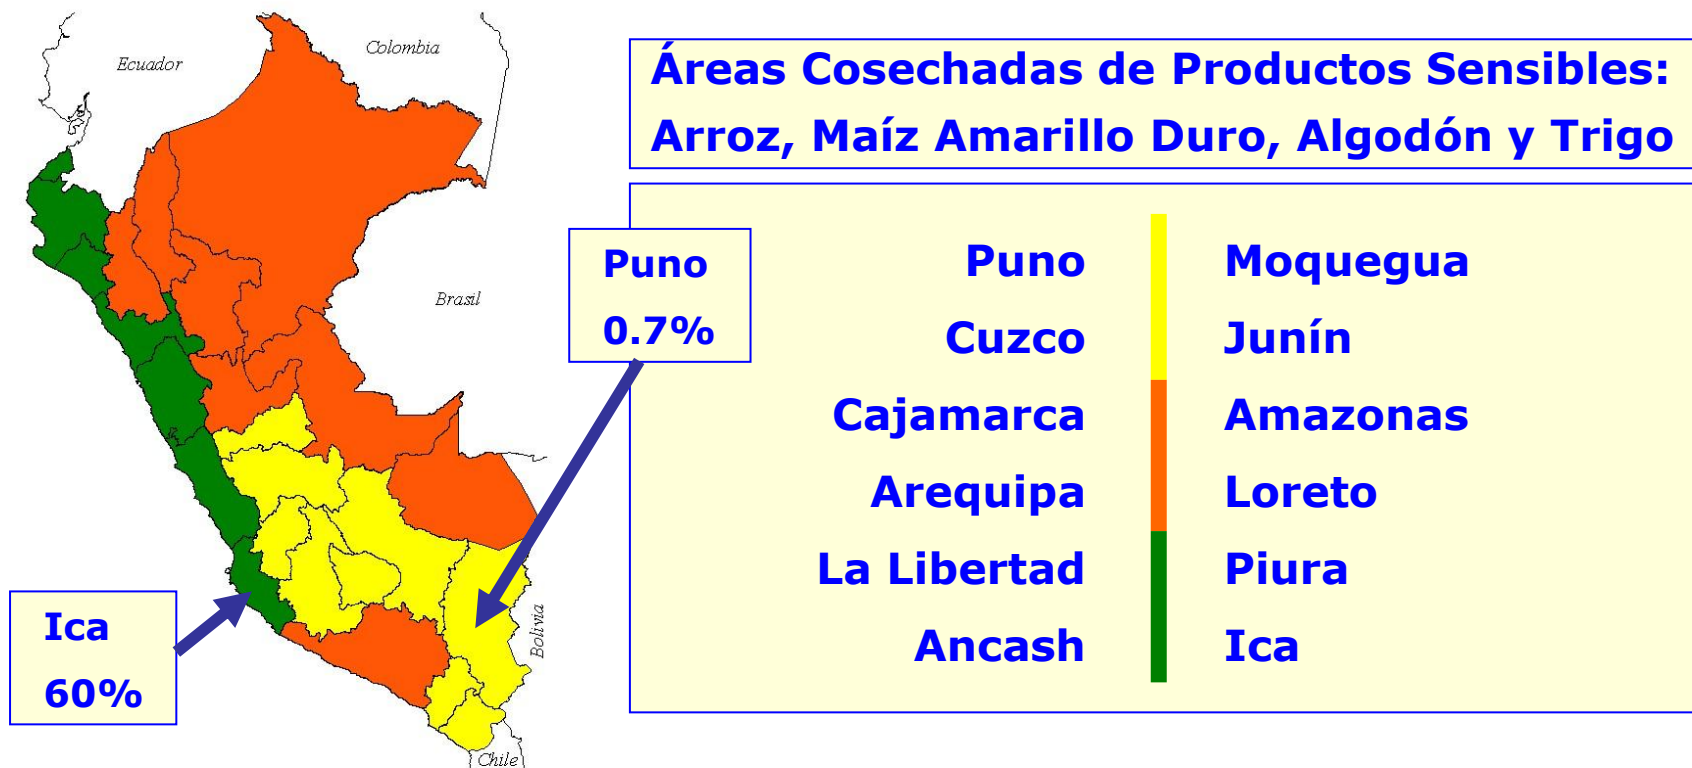 Ecuador
Colombia
Brasil
Bolivia
Chile
Áreas Cosechadas de Productos Sensibles:
Arroz, Maíz Amarillo Duro, Algodón y Trigo
Puno
0.7%
Ica
60%
Puno Moquegua
Cuzco Junín
Cajamarca Amazonas
Arequipa Loreto
La Libertad Piura
Ancash Ica